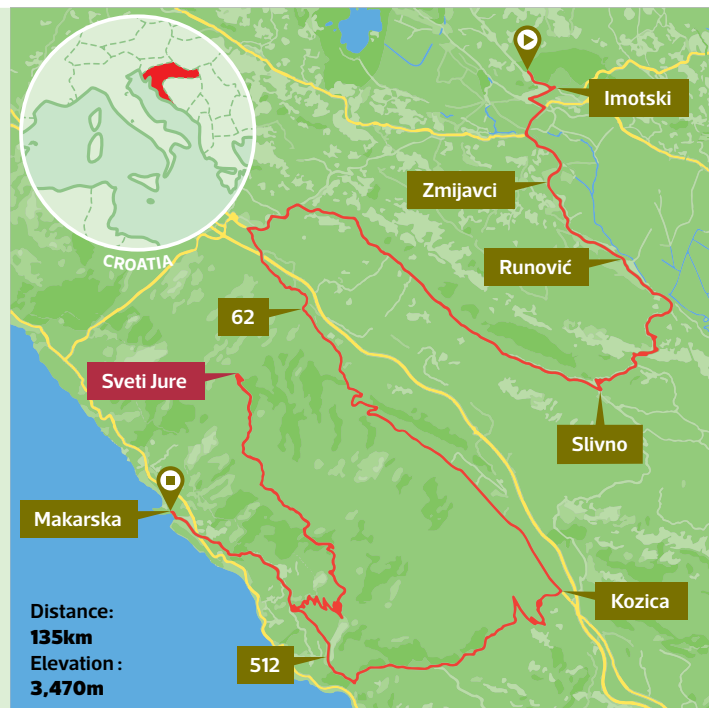 Imotski
Zmijavci
Runović
CROATIA
62
Sveti Jure
Slivno
Makarska
Kozica
512
Distance:
135km
Elevation :
3,470m